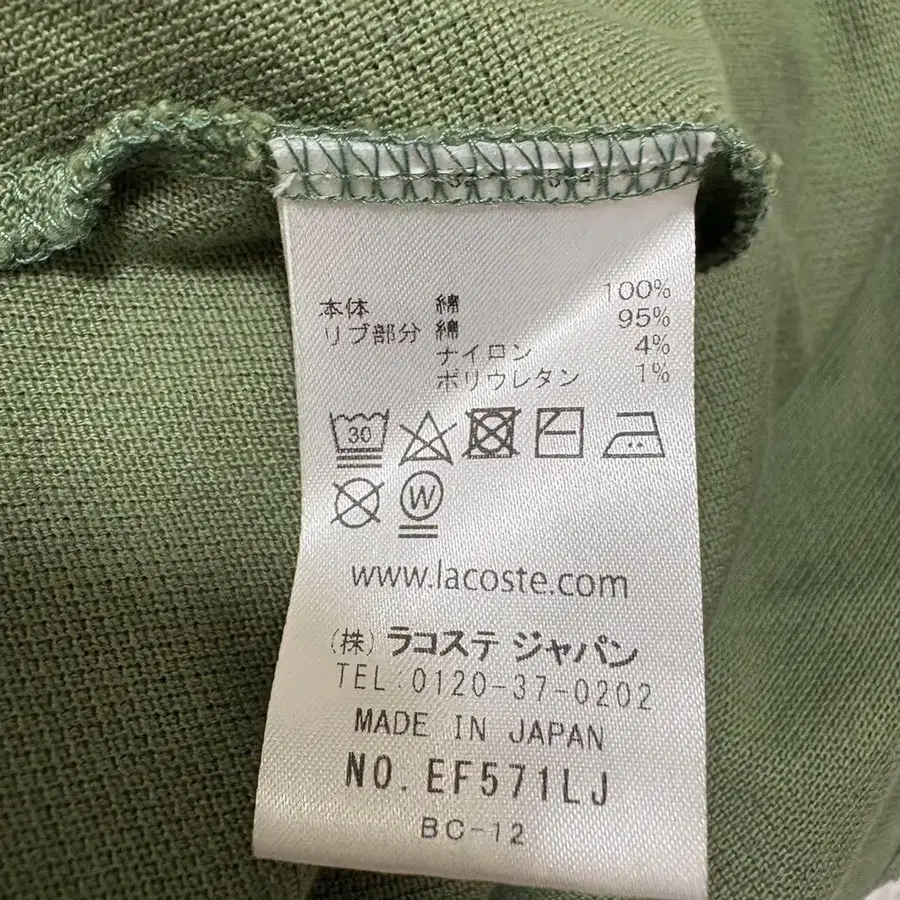 本体 綿 100%
リブ部分 綿 95%
ナイロン 4%
ポリウレタン 1%
30
W
www.lacoste.com
(株) ラコステ ジャパン
TEL:0120-37-0202
MADE IN JAPAN
NO. EF571LJ
BC-12